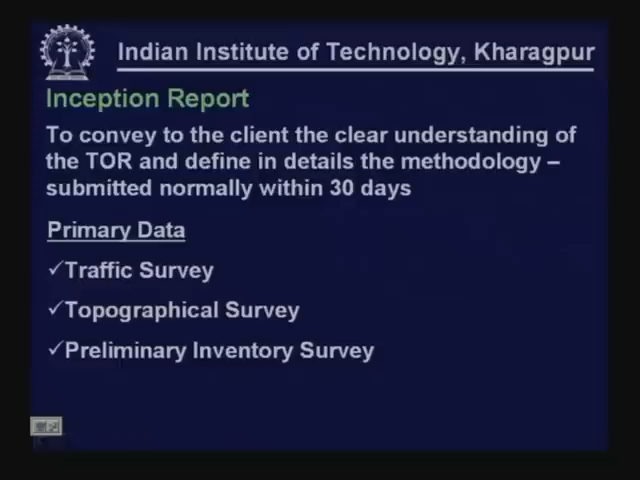 Indian Institute of Technology, Kharagpur
Inception Report
To convey to the client the clear understanding of
the TOR and define in details the methodology –
submitted normally within 30 days
Primary Data
✓Traffic Survey
✓Topographical Survey
✓Preliminary Inventory Survey